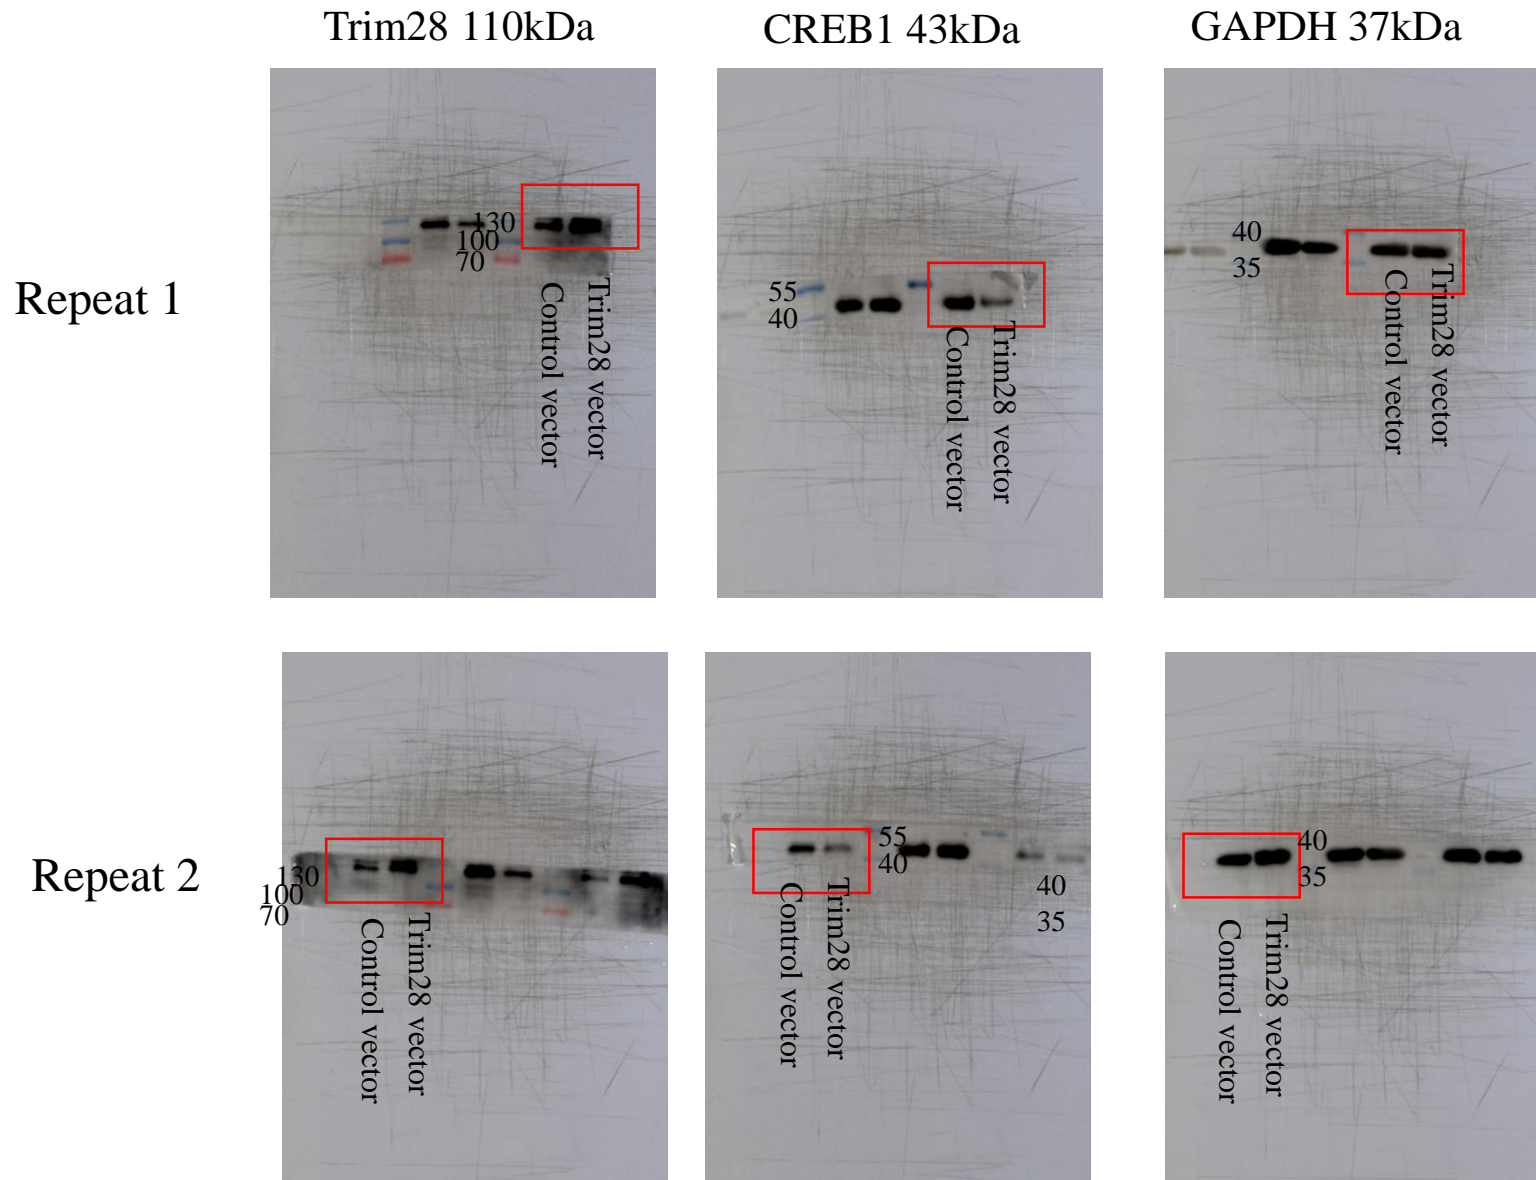 Trim28 110kDa
CREB1 43kDa
GAPDH 37kDa
Repeat 1
130
100
70
Control vector
Trim28 vector
55
40
Control vector
Trim28 vector
40
35
Control vector
Trim28 vector
Repeat 2
130
100
70
Control vector
Trim28 vector
55
40
40
35
Control vector
Trim28 vector
40
35
Control vector
Trim28 vector